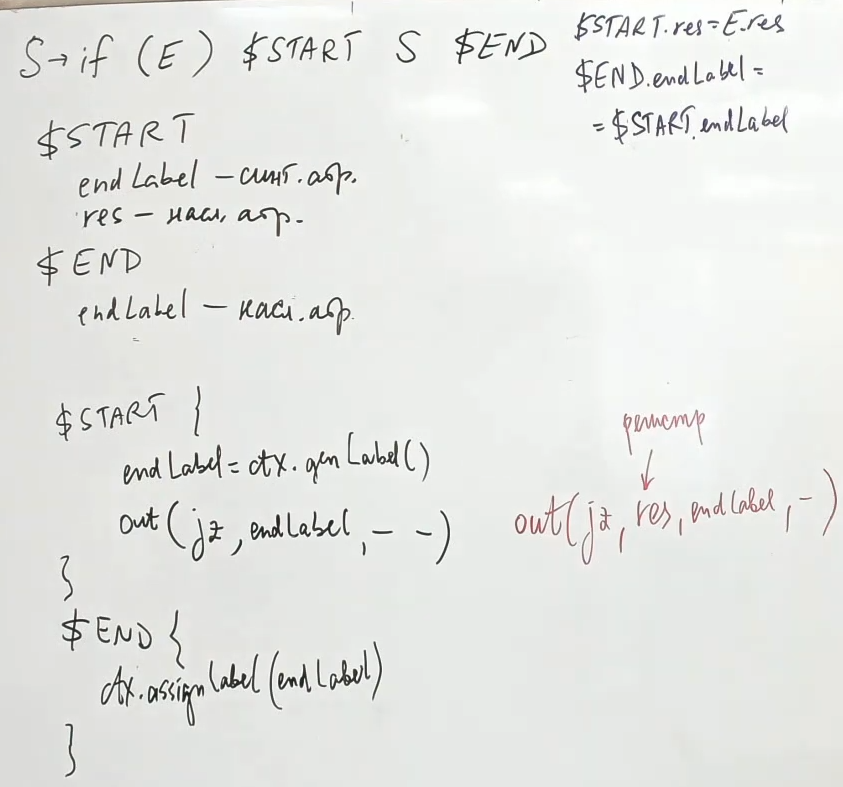 S→if (E) $START S $END
$START.res=E.res
$END.endLabel=
=$START.endLabel
$START
endLabel – синт. атр.
res – насл. атр.
$END
endLabel – насл. атр.
$START {
endLabel = ctx.genLabel()
out(jz, endLabel, – –)
}
$END {
ctx.assignLabel(endLabel)
}
регистр
↓
out(jz, res, endLabel, –)